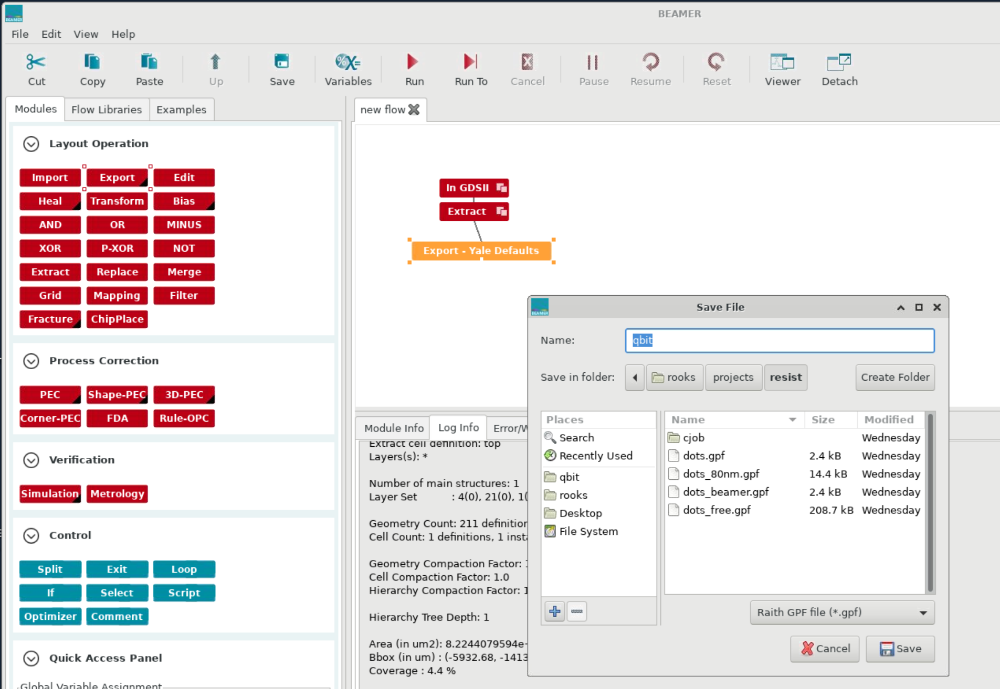 BEAMER
BEAMER
File Edit View Help
Cut Copy Paste Up Save Variables Run Run To Cancel Pause Resume Reset Viewer Detach
Modules Flow Libraries Examples
new flow
Layout Operation
Import Export Edit
Heal Transform Bias
AND OR MINUS
XOR P-XOR NOT
Extract Replace Merge
Grid Mapping Filter
Fracture ChipPlace
Process Correction
PEC Shape-PEC 3D-PEC
Corner-PEC FDA Rule-OPC
Verification
Simulation Metrology
Control
Split Exit Loop
If Select Script
Optimizer Comment
Quick Access Panel
Global Variable Assignment
In GDSII
Extract
Export - Yale Defaults
Module Info Log Info Error/W
Extract cell definition: top
Layers(s): *
Number of main structures: 1
Layer Set : 4(0), 21(0), 1(
Geometry Count: 211 definition
Cell Count: 1 definitions, 1 insta
Geometry Compaction Factor: 1
Cell Compaction Factor: 1.0
Hierarchy Compaction Factor: 1
Hierarchy Tree Depth: 1
Area (in um2): 8.2244079594e-
Bbox (in um) : (-5932.68, -1413
Coverage : 4.4 %
BEAMER
Save File
Name: qbit
Save in folder: rooks projects resist Create Folder
Places
Search
Recently Used
qbit
rooks
Desktop
File System
Name Size Modified
cjob Wednesday
dots.gpf 2.4 kB Wednesday
dots_80nm.gpf 14.4 kB Wednesday
dots_beamer.gpf 2.4 kB Wednesday
dots_free.gpf 208.7 kB Wednesday
Raith GPF file (*.gpf)
Cancel Save